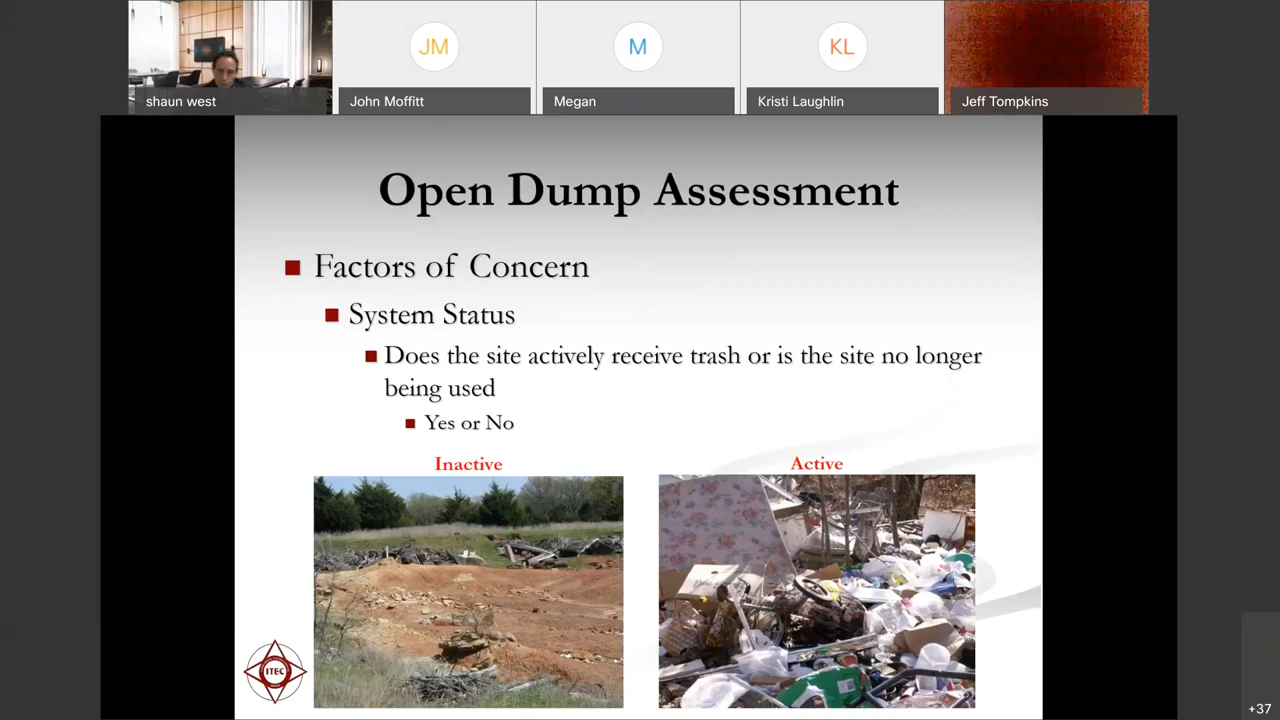 JM
M
KL
shaun west
John Moffitt
Megan
Kristi Laughlin
Jeff Tompkins
Open Dump Assessment
Factors of Concern
System Status
Does the site actively receive trash or is the site no longer
being used
Yes or No
Inactive
Active
ITEC
+37